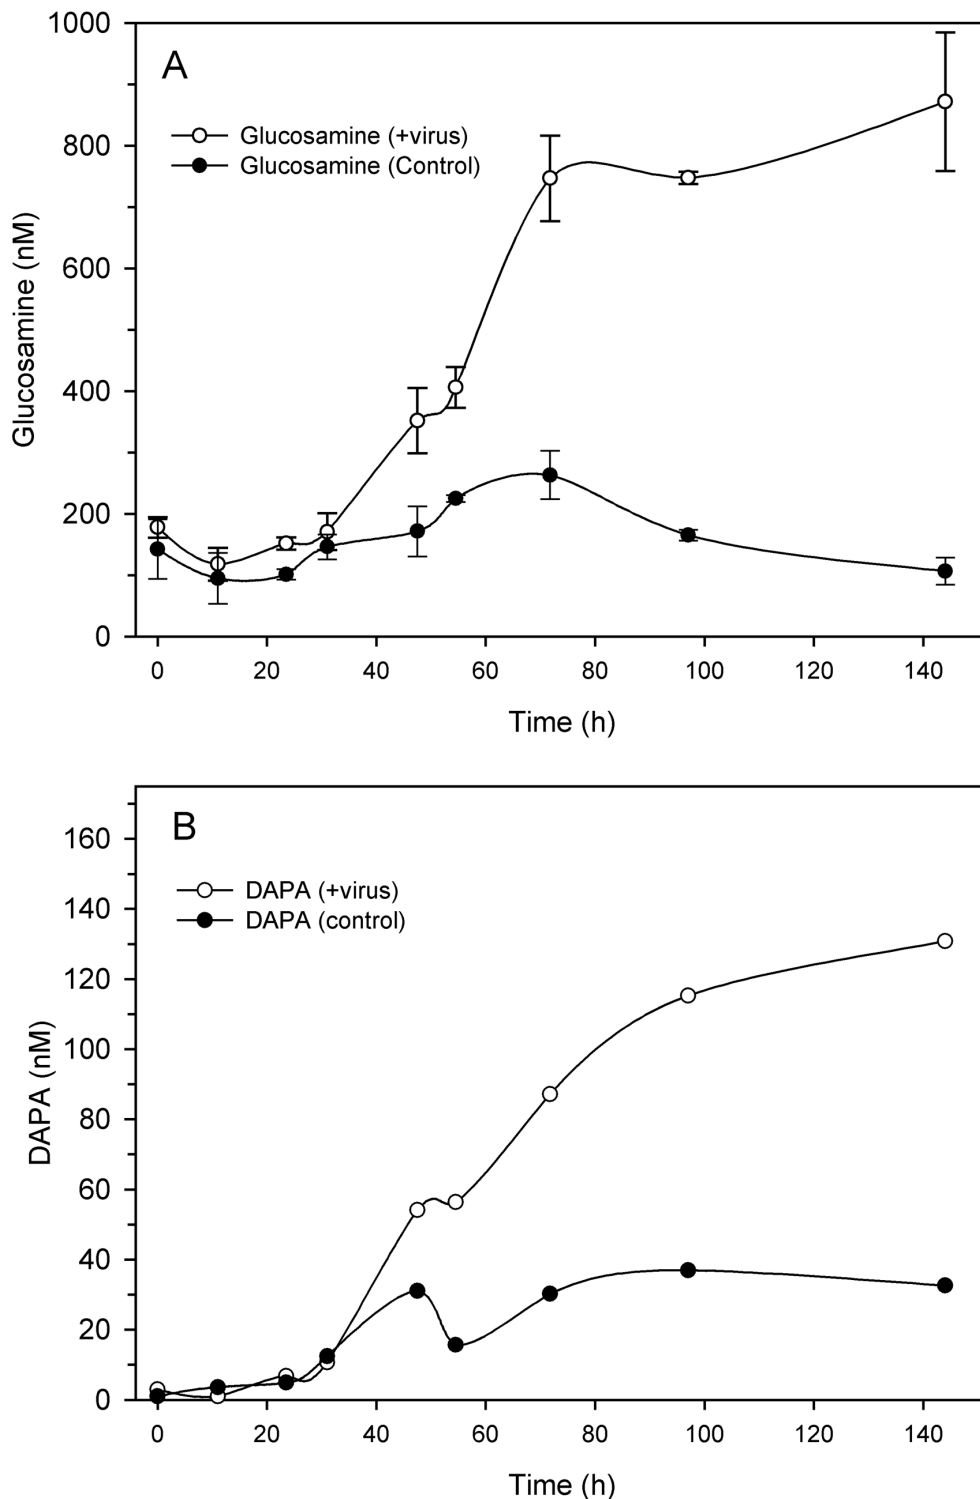 A
Glucosamine (+virus)
Glucosamine (Control)
Glucosamine (nM)
1000
800
600
400
200
0
0 20 40 60 80 100 120 140
Time (h)
B
DAPA (+virus)
DAPA (control)
DAPA (nM)
160
140
120
100
80
60
40
20
0
0 20 40 60 80 100 120 140
Time (h)